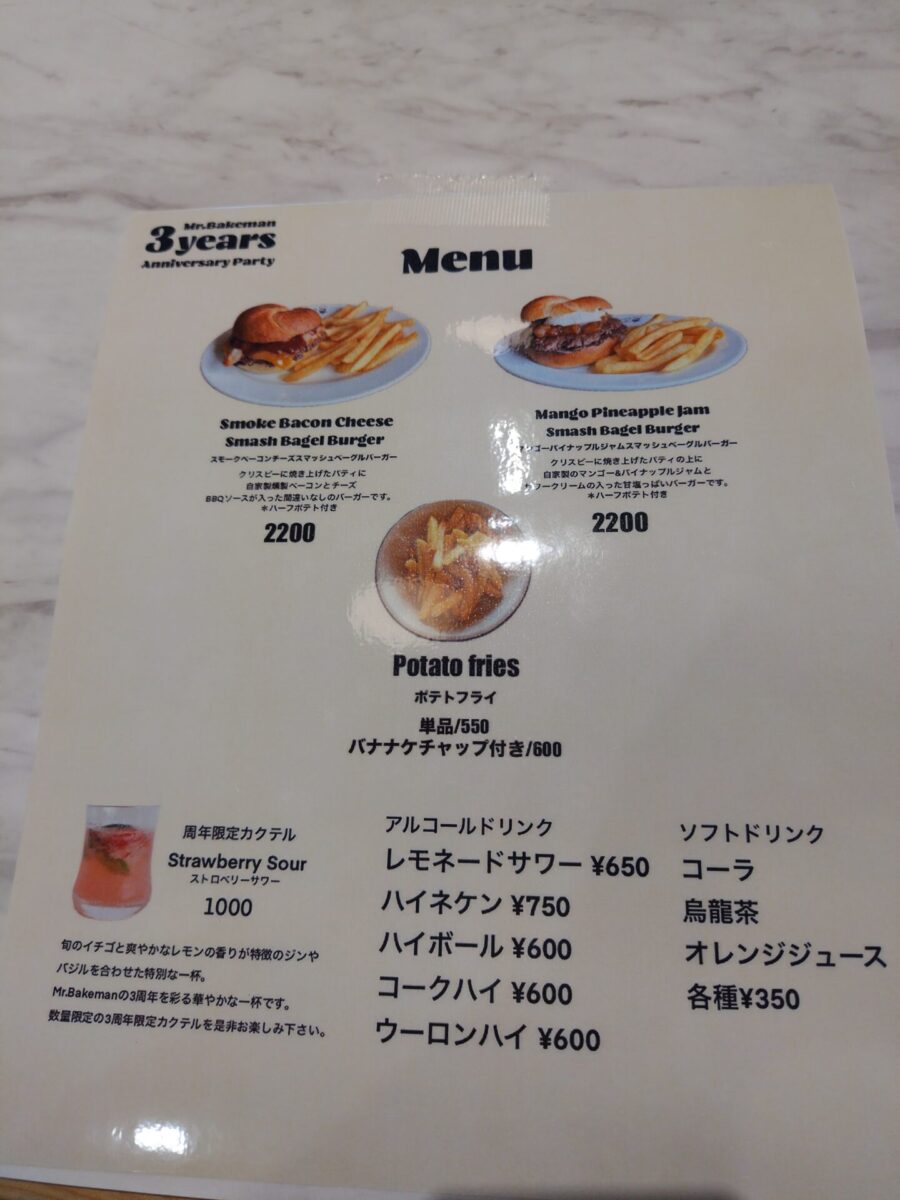 Mr.Bakeman
3 years
Anniversary Party
Menu
Smoke Bacon Cheese
Smash Bagel Burger
スモークベーコンチーズスマッシュベーグルバーガー
クリスピーに焼き上げたパティに
自家製燻製ベーコンとチーズ
BBQソースが入った間違いなしのバーガーです。
＊ハーフポテト付き
2200
Mango Pineapple Jam
Smash Bagel Burger
マンゴーパイナップルジャムスマッシュベーグルバーガー
クリスピーに焼き上げたパティの上に
自家製のマンゴー&パイナップルジャムと
サワークリームの入った甘塩っぱいバーガーです。
＊ハーフポテト付き
2200
Potato fries
ポテトフライ
単品/550
バナナケチャップ付き/600
周年限定カクテル
Strawberry Sour
ストロベリーサワー
1000
旬のイチゴと爽やかなレモンの香りが特徴のジンや
バジルを合わせた特別な一杯。
Mr.Bakemanの3周年を彩る華やかな一杯です。
数量限定の3周年限定カクテルを是非お楽しみ下さい。
アルコールドリンク
レモネードサワー ¥650
ハイネケン ¥750
ハイボール ¥600
コークハイ ¥600
ウーロンハイ ¥600
ソフトドリンク
コーラ
烏龍茶
オレンジジュース
各種¥350